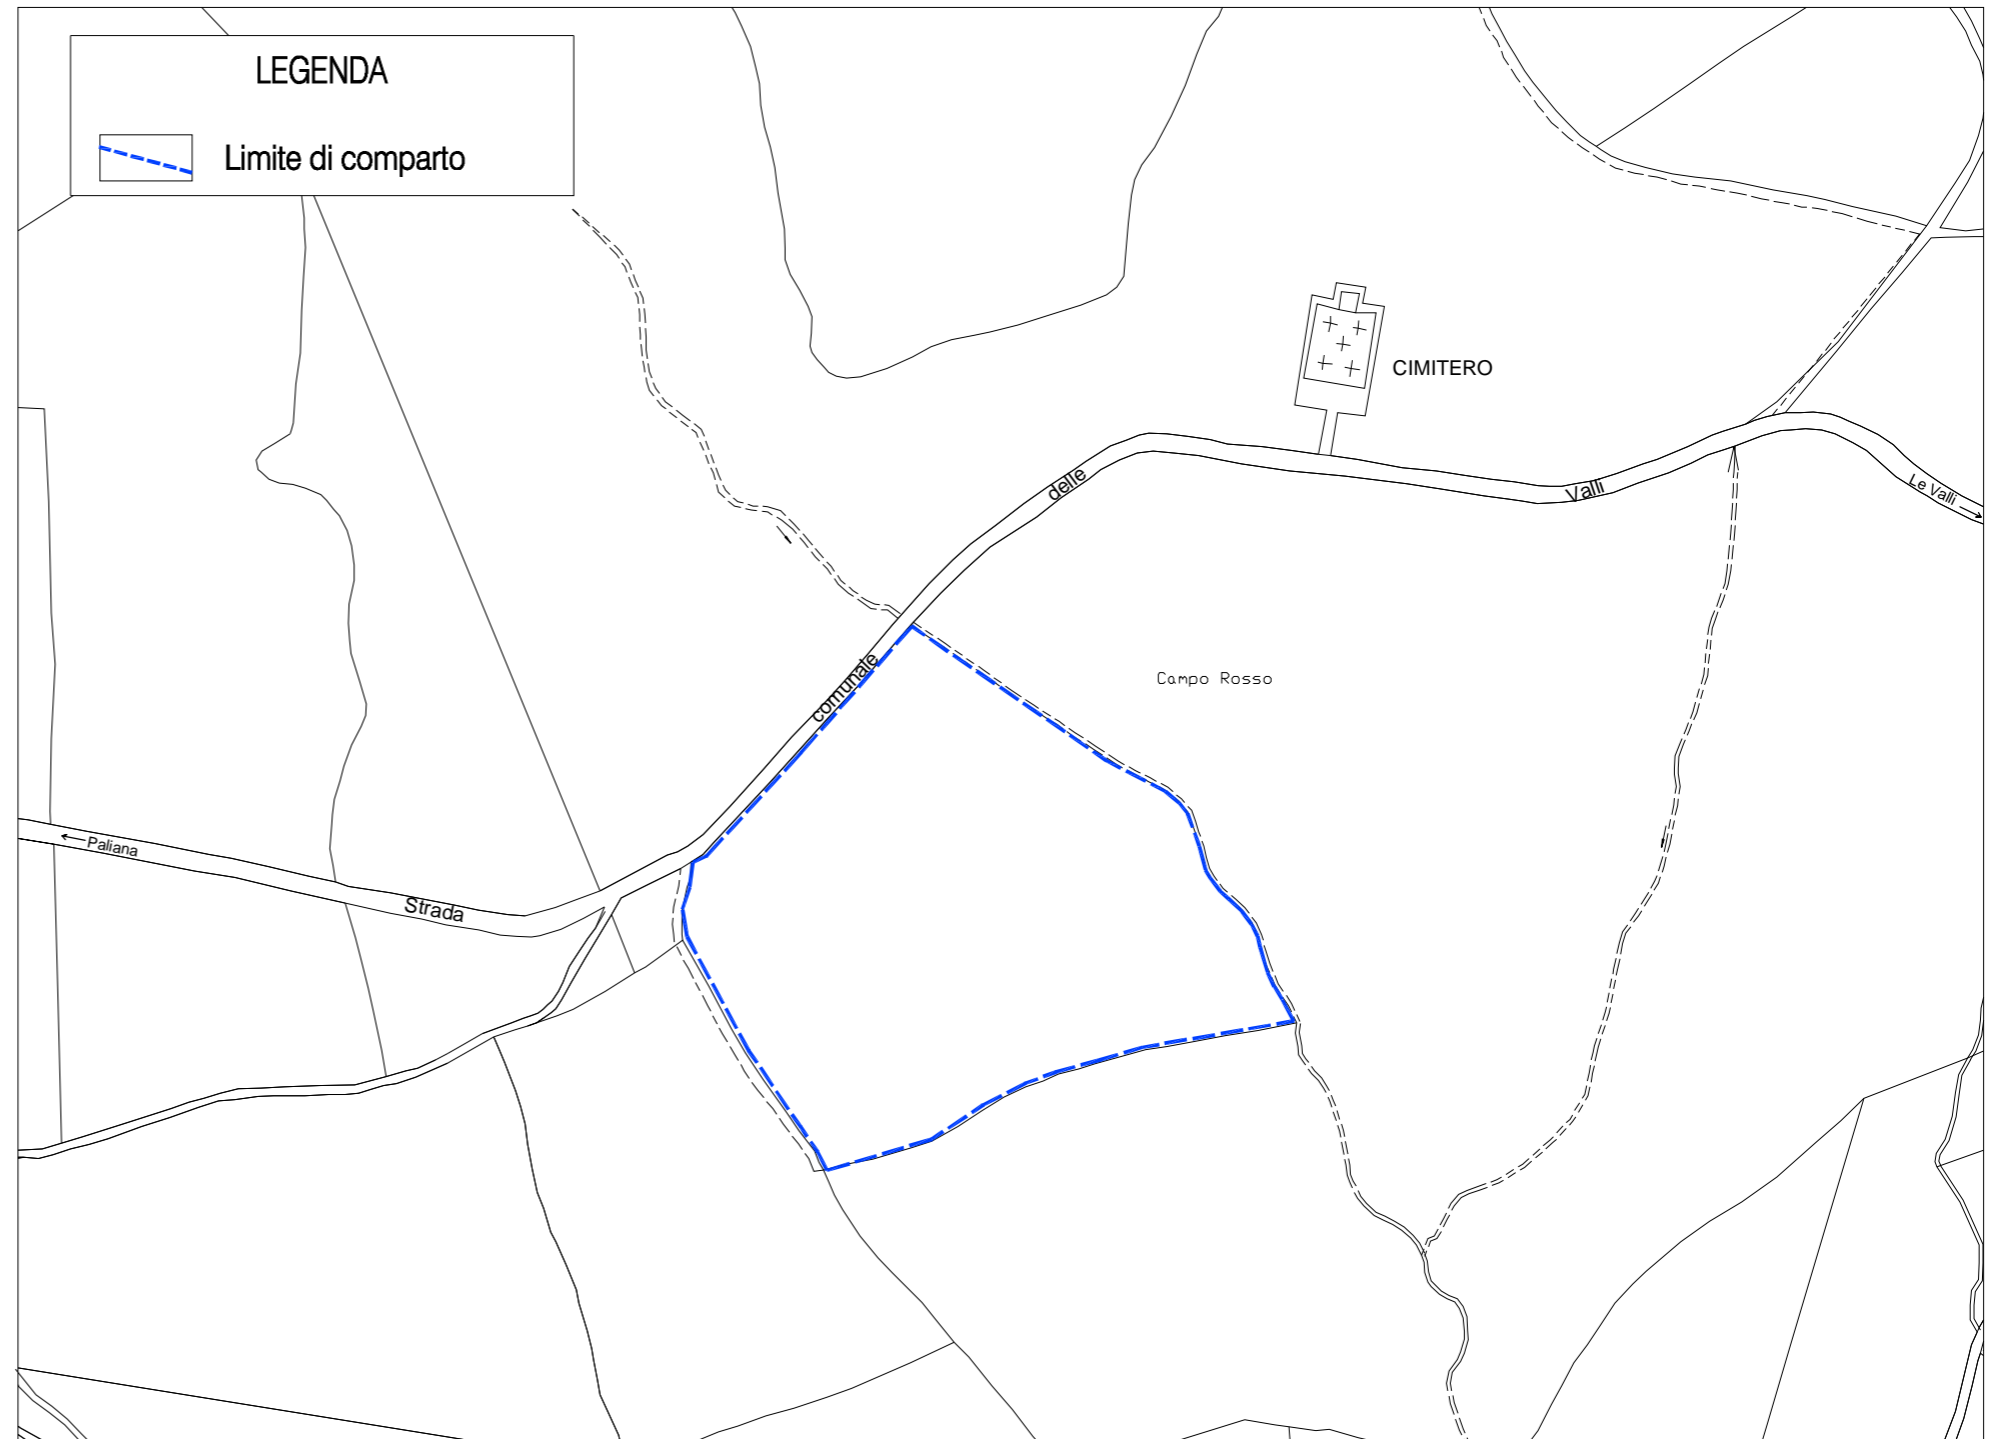 LEGENDA
Limite di comparto
CIMITERO
Strada comunale delle Valli
Le Valli
Campo Rosso
Paliana